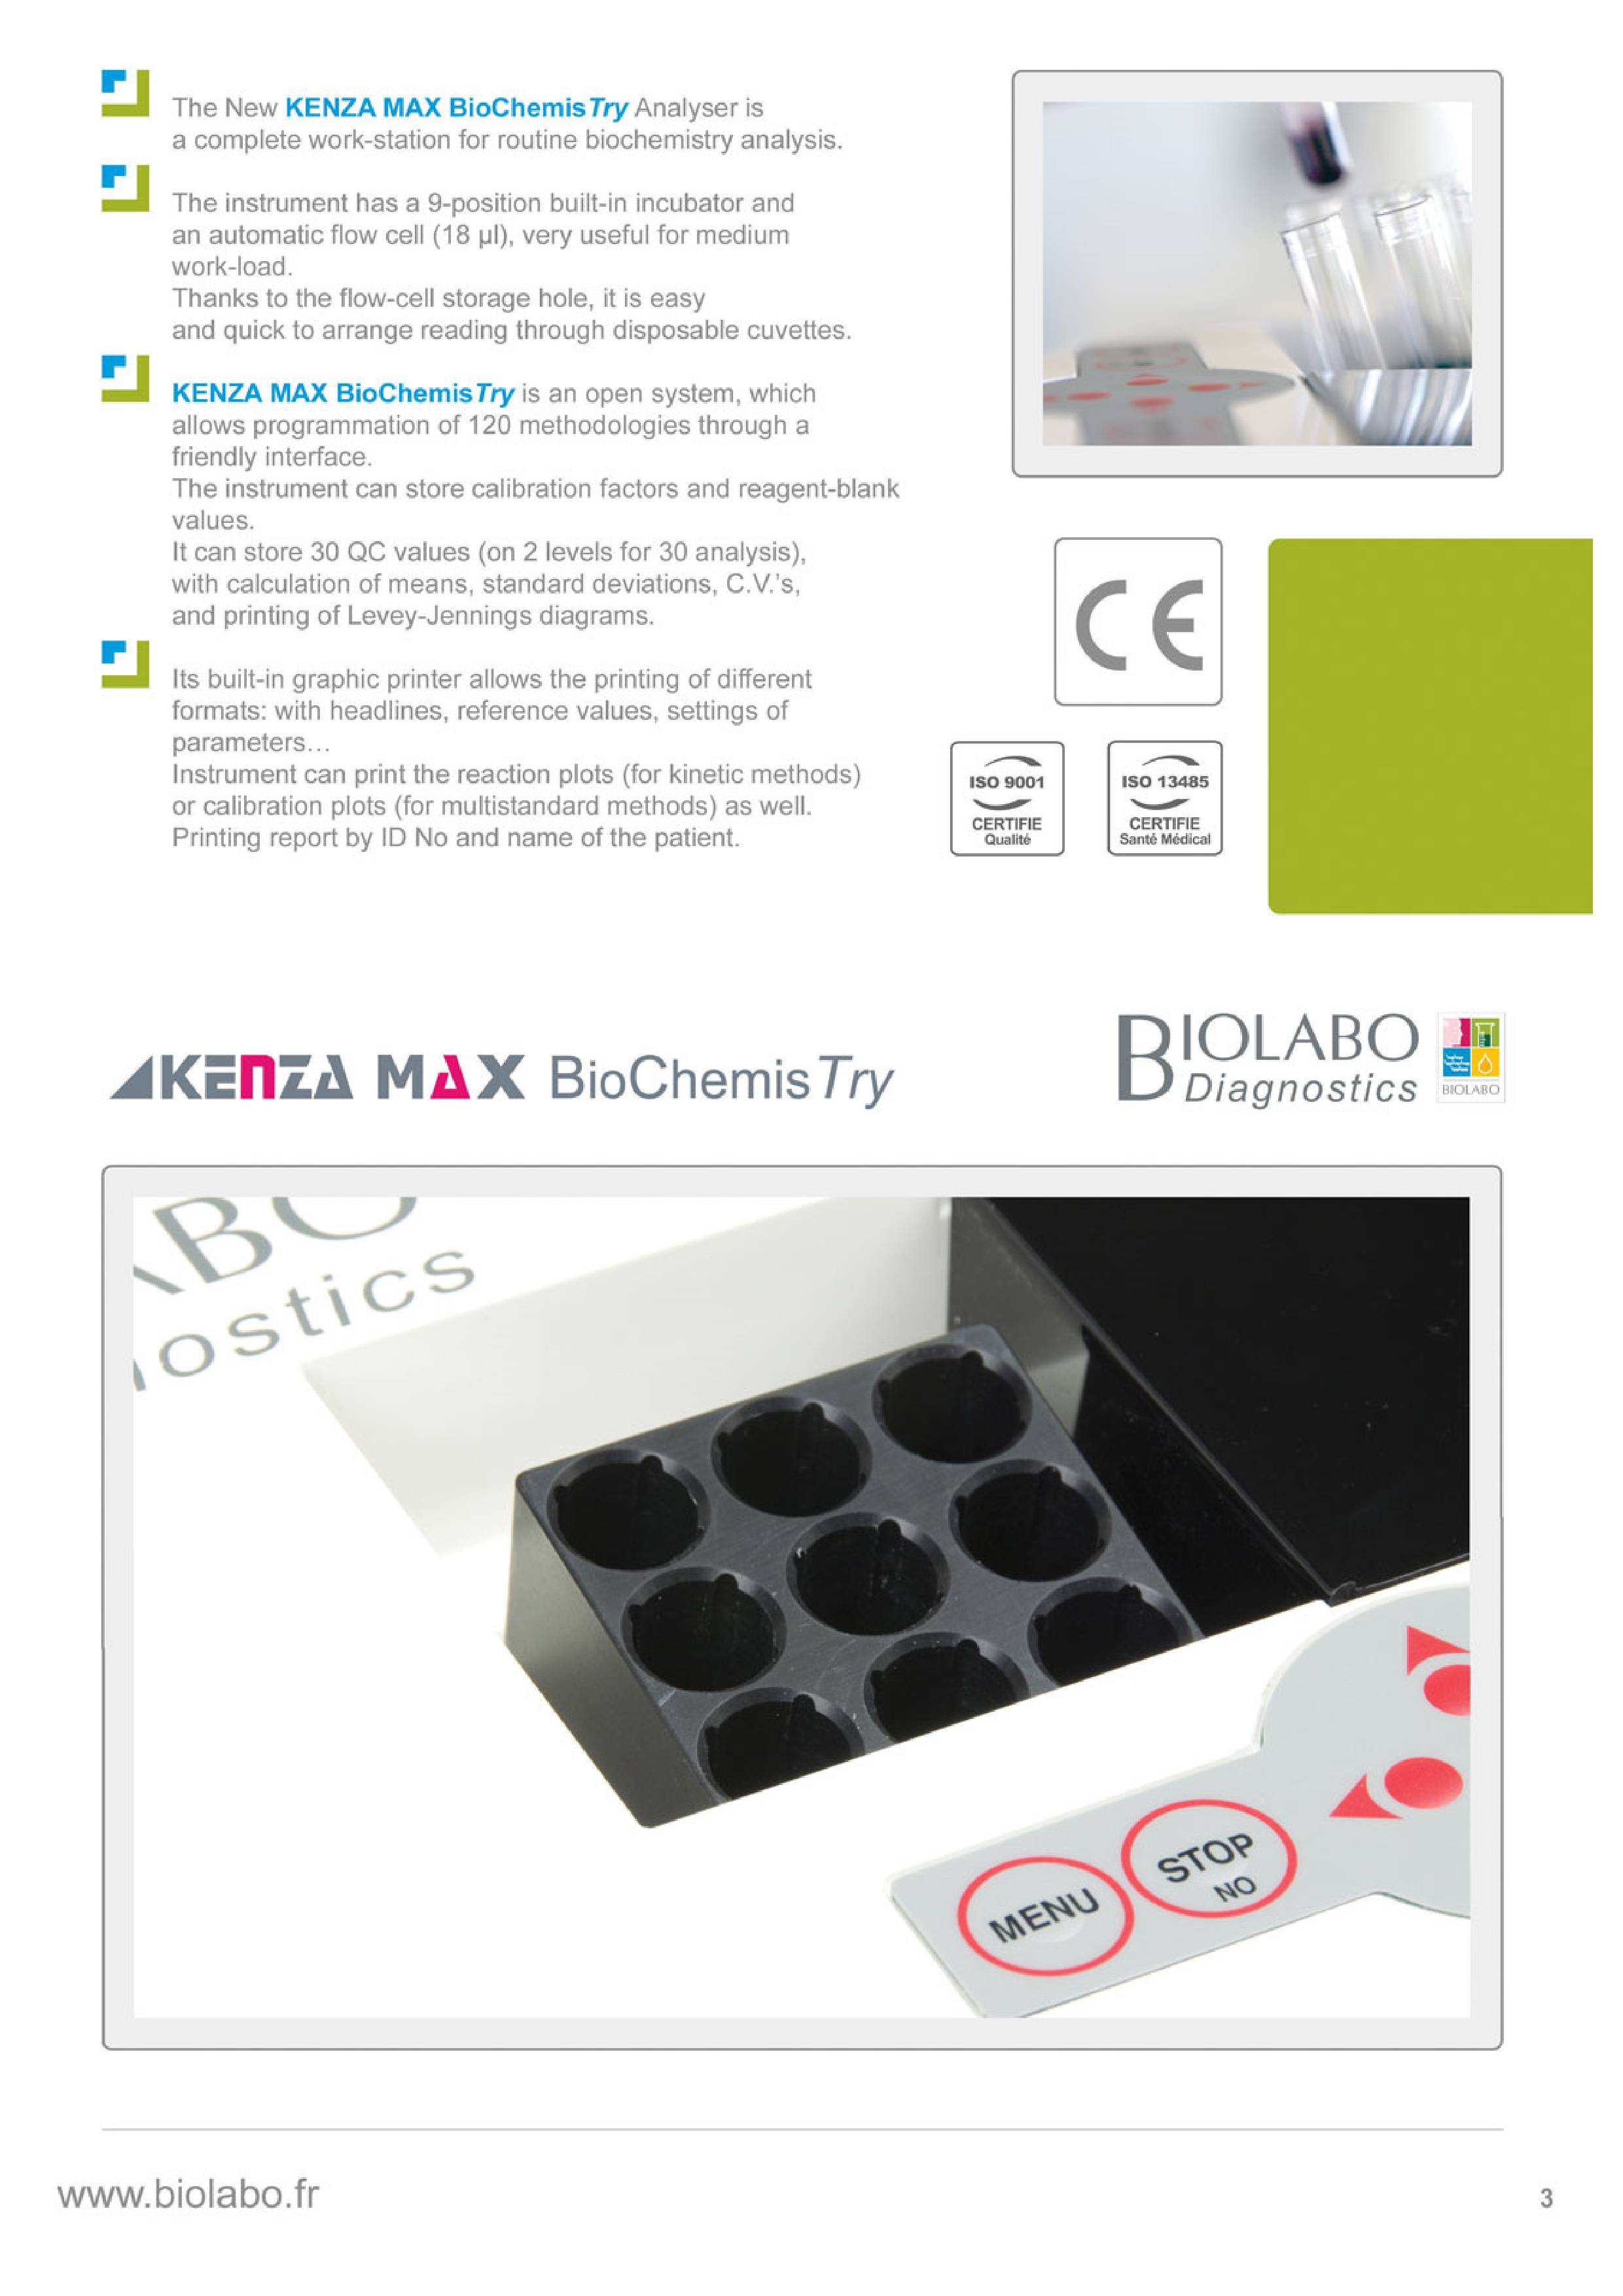 The New KENZA MAX BioChemisTry Analyser is
a complete work-station for routine biochemistry analysis.
The instrument has a 9-position built-in incubator and
an automatic flow cell (18 µl), very useful for medium
work-load.
Thanks to the flow-cell storage hole, it is easy
and quick to arrange reading through disposable cuvettes.
KENZA MAX BioChemisTry is an open system, which
allows programmation of 120 methodologies through a
friendly interface.
The instrument can store calibration factors and reagent-blank
values.
It can store 30 QC values (on 2 levels for 30 analysis),
with calculation of means, standard deviations, C.V.'s,
and printing of Levey-Jennings diagrams.
Its built-in graphic printer allows the printing of different
formats: with headlines, reference values, settings of
parameters…
Instrument can print the reaction plots (for kinetic methods)
or calibration plots (for multistandard methods) as well.
Printing report by ID No and name of the patient.
CE
ISO 9001
CERTIFIE
Qualité
ISO 13485
CERTIFIE
Santé Médical
KENZA MAX BioChemisTry
BIOLABO
Diagnostics
BIOLABO
ABO
ostics
MENU
STOP
NO
www.biolabo.fr
3